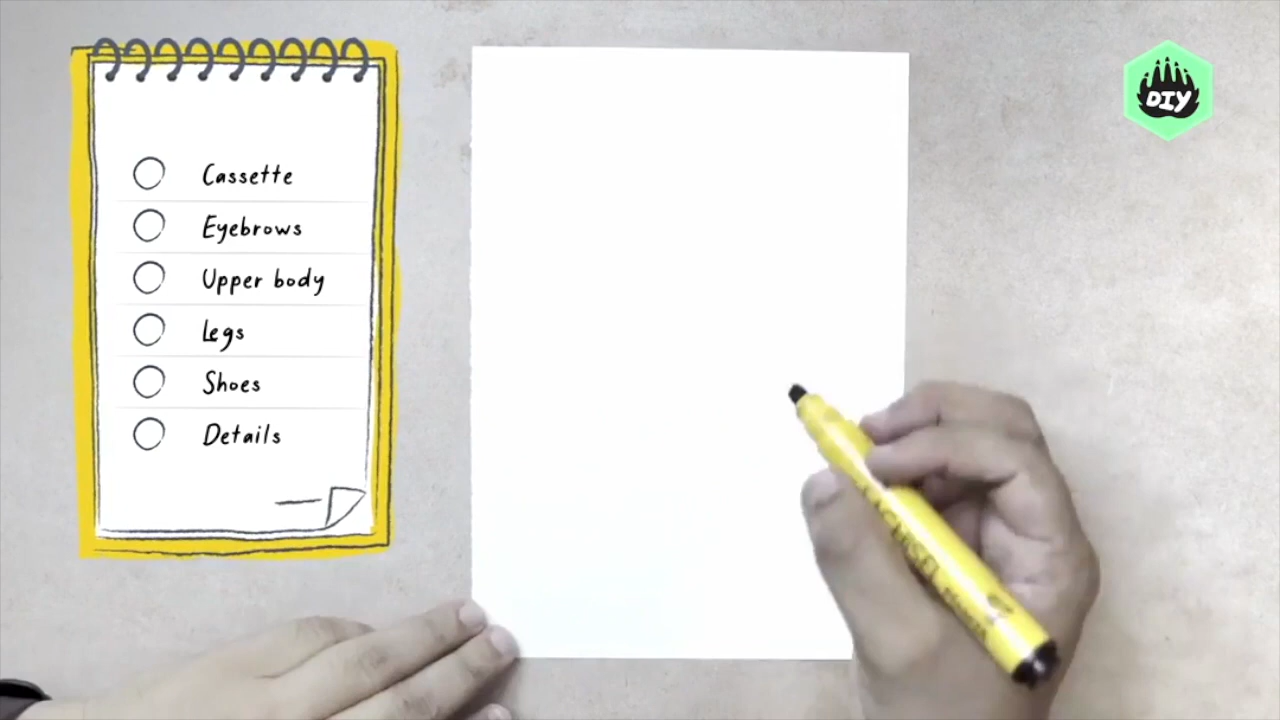 Cassette
Eyebrows
Upper body
Legs
Shoes
Details
DIY